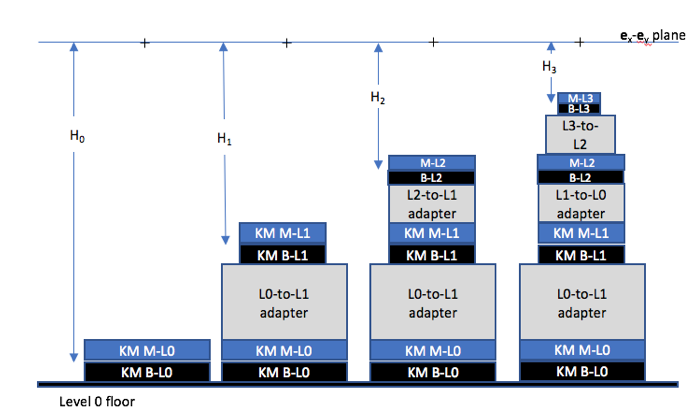 eₓ-eᵧ plane
H₃
M-L3
B-L3
H₂
L3-to-
L2
H₀
H₁
M-L2
M-L2
B-L2
B-L2
L2-to-L1
adapter
L1-to-L0
adapter
KM M-L1
KM M-L1
KM M-L1
KM B-L1
KM B-L1
KM B-L1
L0-to-L1
adapter
L0-to-L1
adapter
L0-to-L1
adapter
KM M-L0
KM M-L0
KM M-L0
KM M-L0
KM B-L0
KM B-L0
KM B-L0
KM B-L0
Level 0 floor